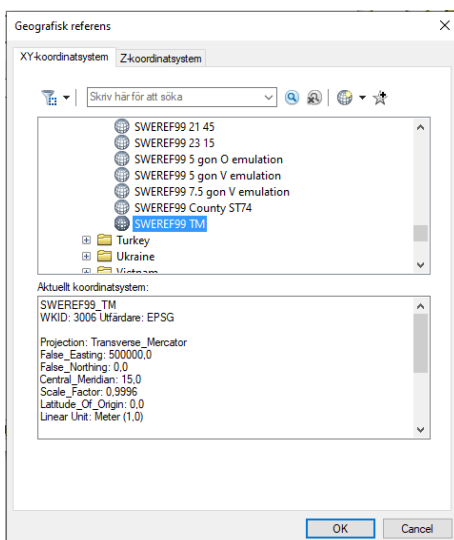 Geografisk referens
XY-koordinatsystem
Z-koordinatsystem
Skriv här för att söka
SWEREF99 21 45
SWEREF99 23 15
SWEREF99 5 gon O emulation
SWEREF99 5 gon V emulation
SWEREF99 7.5 gon V emulation
SWEREF99 County ST74
SWEREF99 TM
Turkey
Ukraine
Vietnam
Aktuellt koordinatsystem:
SWEREF99_TM
WKID: 3006 Utfärdare: EPSG
Projection: Transverse_Mercator
False_Easting: 500000,0
False_Northing: 0,0
Central_Meridian: 15,0
Scale_Factor: 0,9996
Latitude_Of_Origin: 0,0
Linear Unit: Meter (1,0)
OK
Cancel